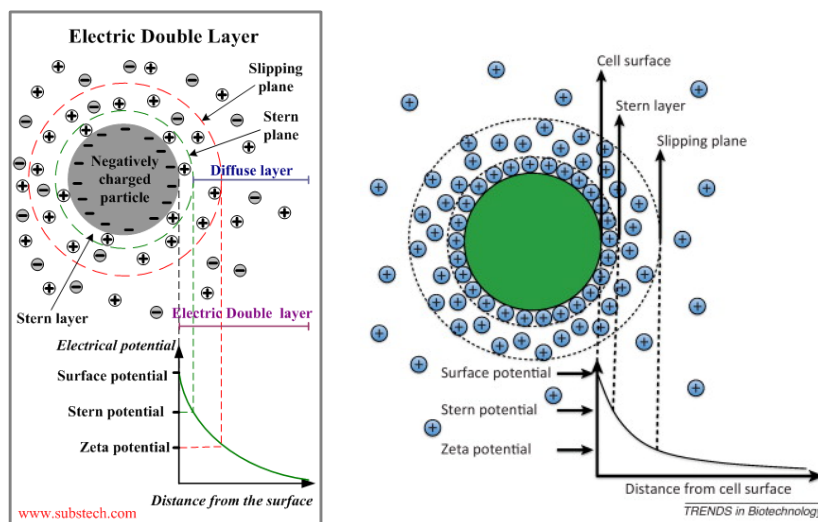 Electric Double Layer
Slipping
plane
Stern
plane
Negatively
charged
particle
Diffuse layer
Stern layer
Electric Double layer
Electrical potential
Surface potential
Stern potential
Zeta potential
Distance from the surface
www.substech.com
Cell surface
Stern layer
Slipping plane
Surface potential
Stern potential
Zeta potential
Distance from cell surface
TRENDS in Biotechnology